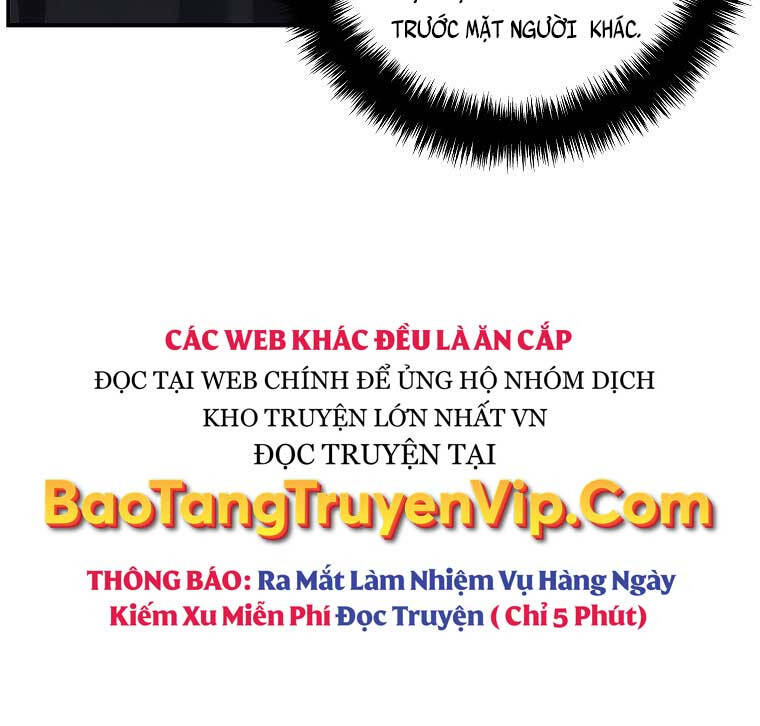 TRƯỚC MẶT NGƯỜI KHÁC.
CÁC WEB KHÁC ĐỀU LÀ ĂN CẮP
ĐỌC TẠI WEB CHÍNH ĐỂ ỦNG HỘ NHÓM DỊCH
KHO TRUYỆN LỚN NHẤT VN
ĐỌC TRUYỆN TẠI
BaoTangTruyenVip.Com
THÔNG BÁO: Ra Mắt Làm Nhiệm Vụ Hàng Ngày
Kiếm Xu Miễn Phí Đọc Truyện ( Chỉ 5 Phút)